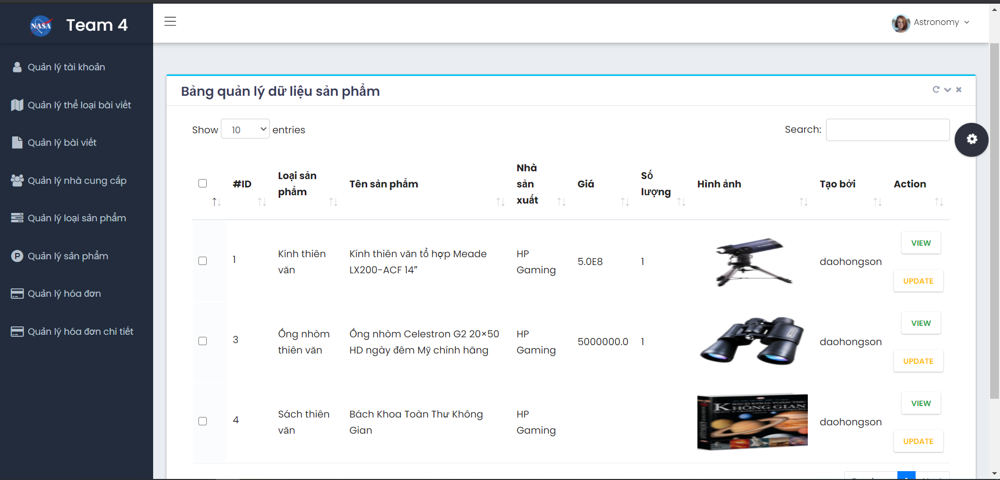 NASA
Team 4
Astronomy
Quản lý tài khoản
Quản lý thể loại bài viết
Quản lý bài viết
Quản lý nhà cung cấp
Quản lý loại sản phẩm
Quản lý sản phẩm
Quản lý hóa đơn
Quản lý hóa đơn chi tiết
Bảng quản lý dữ liệu sản phẩm
Show 10 entries
Search:
#ID
Loại sản
phẩm
Tên sản phẩm
Nhà
sản
xuất
Giá
Số
lượng
Hình ảnh
Tạo bởi
Action
1
Kính thiên
văn
Kính thiên văn tổ hợp Meade
LX200-ACF 14″
HP
Gaming
5.0E8
1
daohongson
VIEW
UPDATE
3
Ống nhòm
thiên văn
Ống nhòm Celestron G2 20×50
HD ngày đêm Mỹ chính hãng
HP
Gaming
5000000.0
1
daohongson
VIEW
UPDATE
4
Sách thiên
văn
Bách Khoa Toàn Thư Không
Gian
HP
Gaming
BÁCH KHOA TOÀN THƯ
KHÔNG GIAN
daohongson
VIEW
UPDATE